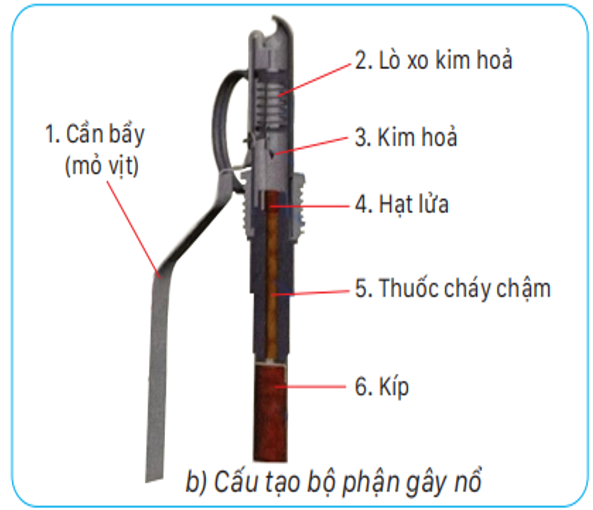 2. Lò xo kim hoả
1. Cần bẩy
(mỏ vịt)
3. Kim hoả
4. Hạt lửa
5. Thuốc cháy chậm
6. Kíp
b) Cấu tạo bộ phận gây nổ